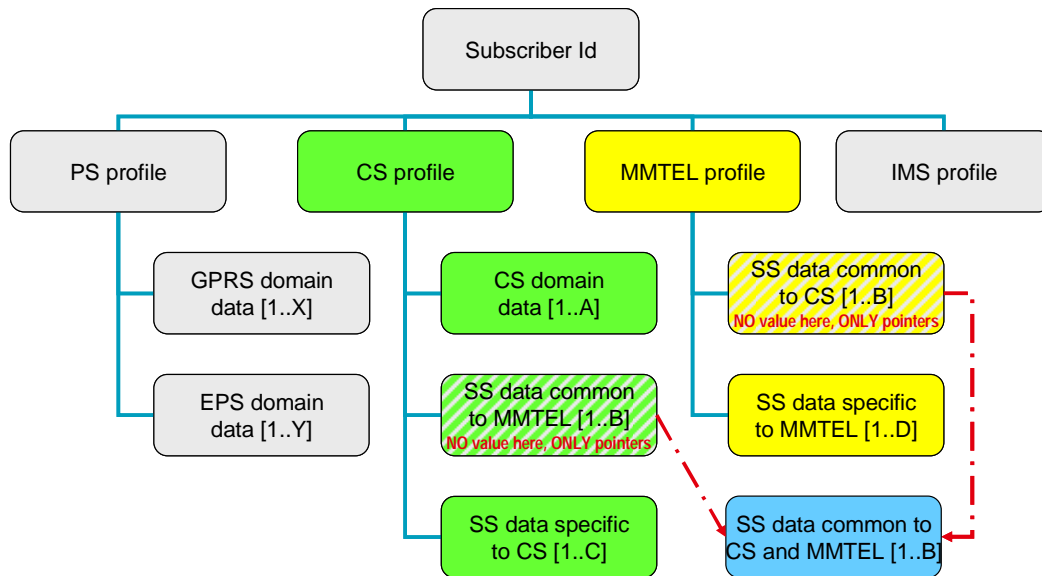 Subscriber Id
PS profile
CS profile
MMTEL profile
IMS profile
GPRS domain
data [1..X]
CS domain
data [1..A]
SS data common
to CS [1..B]
NO value here, ONLY pointers
EPS domain
data [1..Y]
SS data common
to MMTEL [1..B]
NO value here, ONLY pointers
SS data specific
to MMTEL [1..D]
SS data specific
to CS [1..C]
SS data common to
CS and MMTEL [1..B]